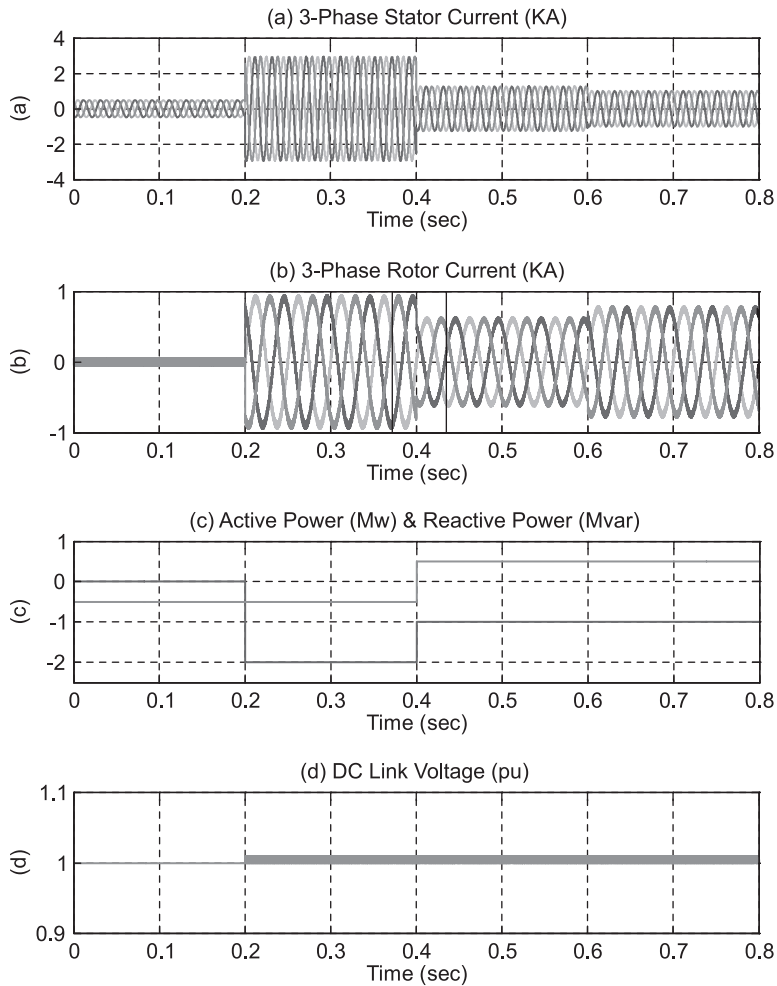 (a) 3-Phase Stator Current (KA)
4
2
0
-2
-4
(a)
0 0.1 0.2 0.3 0.4 0.5 0.6 0.7 0.8
Time (sec)
(b) 3-Phase Rotor Current (KA)
1
0
-1
(b)
0 0.1 0.2 0.3 0.4 0.5 0.6 0.7 0.8
Time (sec)
(c) Active Power (Mw) & Reactive Power (Mvar)
1
0
-1
-2
(c)
0 0.1 0.2 0.3 0.4 0.5 0.6 0.7 0.8
Time (sec)
(d) DC Link Voltage (pu)
1.1
1
0.9
(d)
0 0.1 0.2 0.3 0.4 0.5 0.6 0.7 0.8
Time (sec)